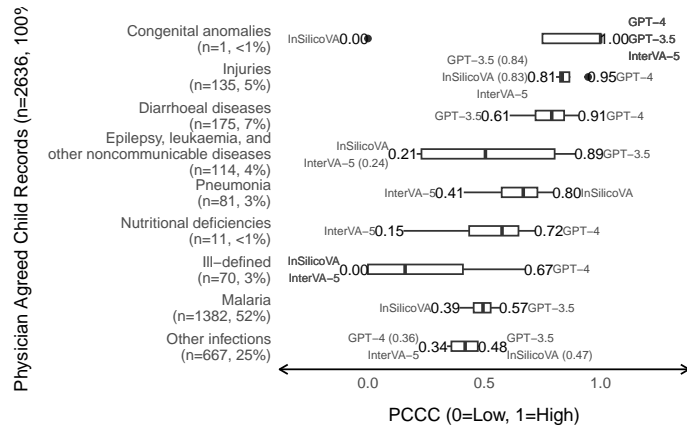 Physician Agreed Child Records (n=2636, 100%
Congenital anomalies
(n=1, <1%)
InSilicoVA 0.00
1.00
GPT−4
GPT−3.5
InterVA−5
Injuries
(n=135, 5%)
GPT−3.5 (0.84)
InSilicoVA (0.83) 0.81
InterVA−5
0.95 GPT−4
Diarrhoeal diseases
(n=175, 7%)
GPT−3.5 0.61
0.91 GPT−4
Epilepsy, leukaemia, and
other noncommunicable diseases
(n=114, 4%)
InSilicoVA
InterVA−5 (0.24)
0.21
0.89 GPT−3.5
Pneumonia
(n=81, 3%)
InterVA−5 0.41
0.80 InSilicoVA
Nutritional deficiencies
(n=11, <1%)
InterVA−5 0.15
0.72 GPT−4
Ill−defined
(n=70, 3%)
InSilicoVA
InterVA−5
0.00
0.67 GPT−4
Malaria
(n=1382, 52%)
InSilicoVA 0.39
0.57 GPT−3.5
Other infections
(n=667, 25%)
GPT−4 (0.36)
InterVA−5
0.34
0.48
GPT−3.5
InSilicoVA (0.47)
0.0 0.5 1.0
PCCC (0=Low, 1=High)